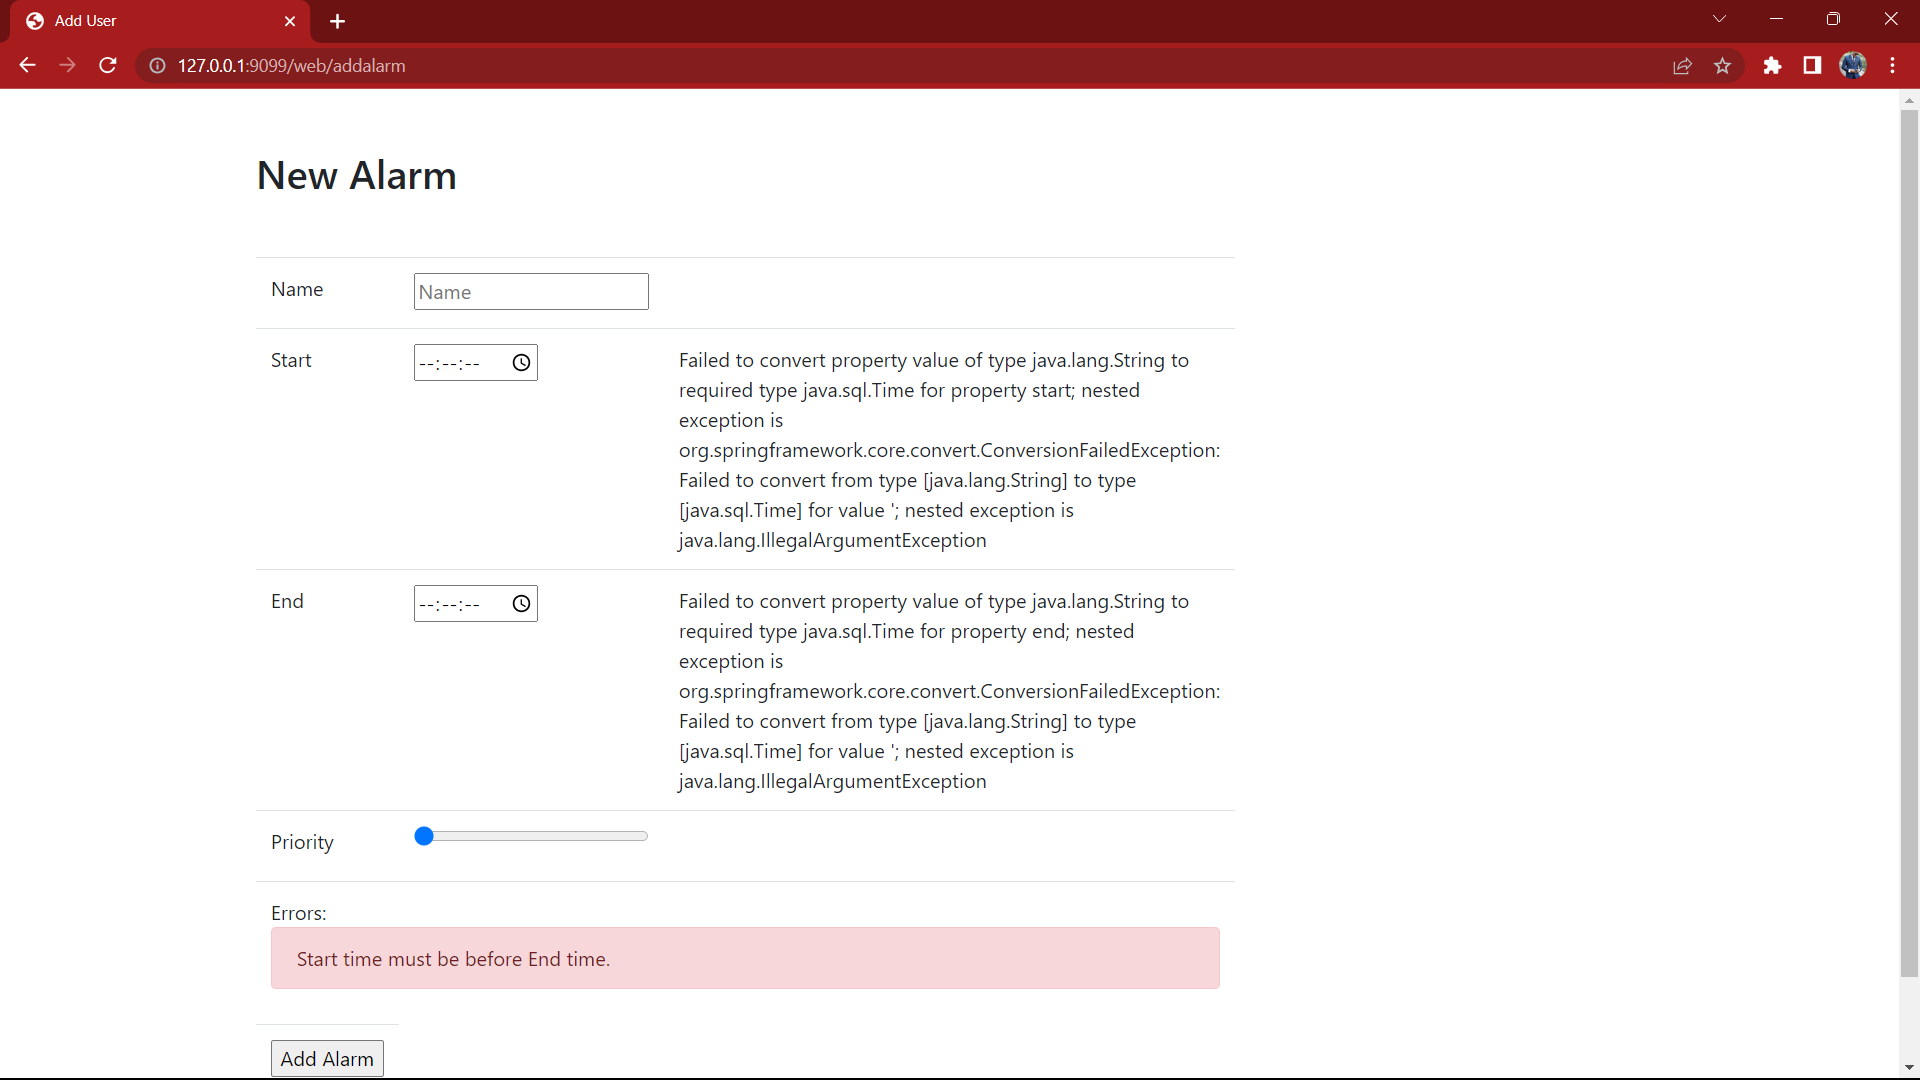 Add User
127.0.0.1:9099/web/addalarm
New Alarm
Name
Name
Start
--:--:--
Failed to convert property value of type java.lang.String to
required type java.sql.Time for property start; nested
exception is
org.springframework.core.convert.ConversionFailedException:
Failed to convert from type [java.lang.String] to type
[java.sql.Time] for value '; nested exception is
java.lang.IllegalArgumentException
End
--:--:--
Failed to convert property value of type java.lang.String to
required type java.sql.Time for property end; nested
exception is
org.springframework.core.convert.ConversionFailedException:
Failed to convert from type [java.lang.String] to type
[java.sql.Time] for value '; nested exception is
java.lang.IllegalArgumentException
Priority
Errors:
Start time must be before End time.
Add Alarm